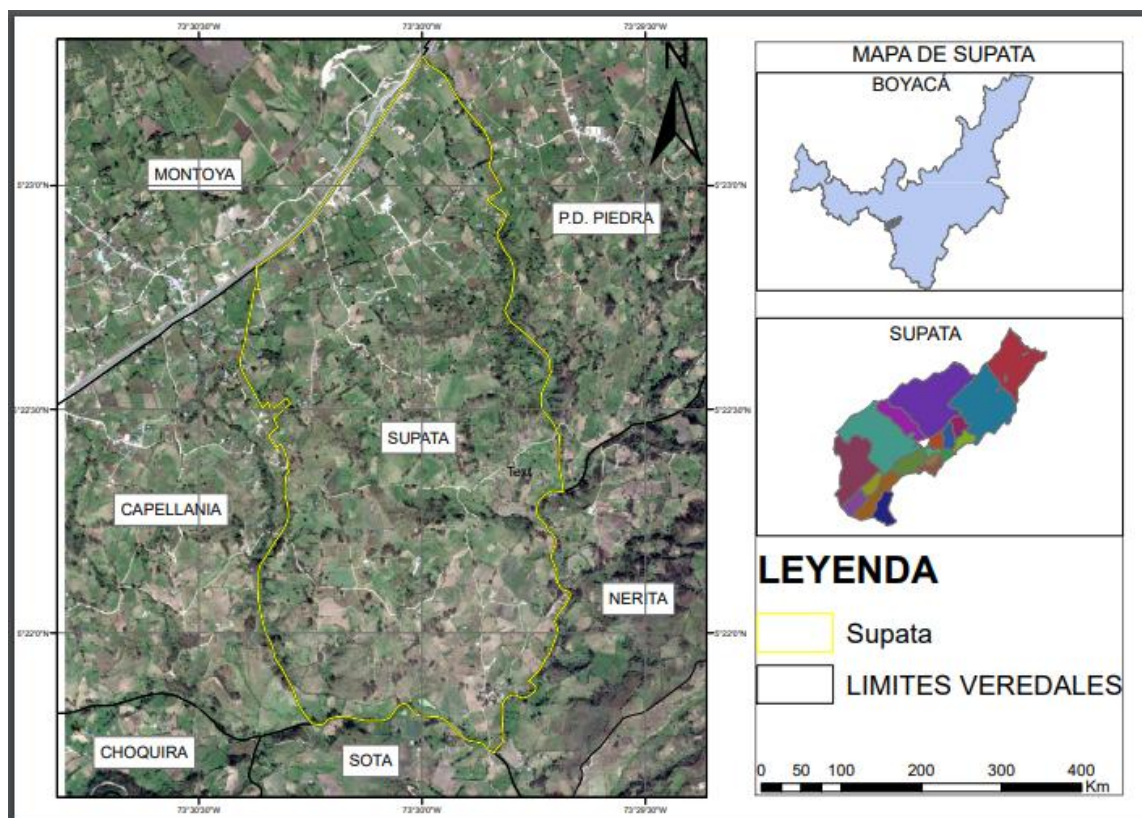 73°30'30"W 73°30'0"W 73°29'30"W
N
MONTOYA
5°23'0"N 5°23'0"N
P.D. PIEDRA
5°22'30"N 5°22'30"N
SUPATA
Text
CAPELLANIA
NERITA
5°22'0"N 5°22'0"N
CHOQUIRA
SOTA
73°30'30"W 73°30'0"W 73°29'30"W
MAPA DE SUPATA
BOYACÁ
SUPATA
LEYENDA
Supata
LIMITES VEREDALES
0 50 100 200 300 400
Km